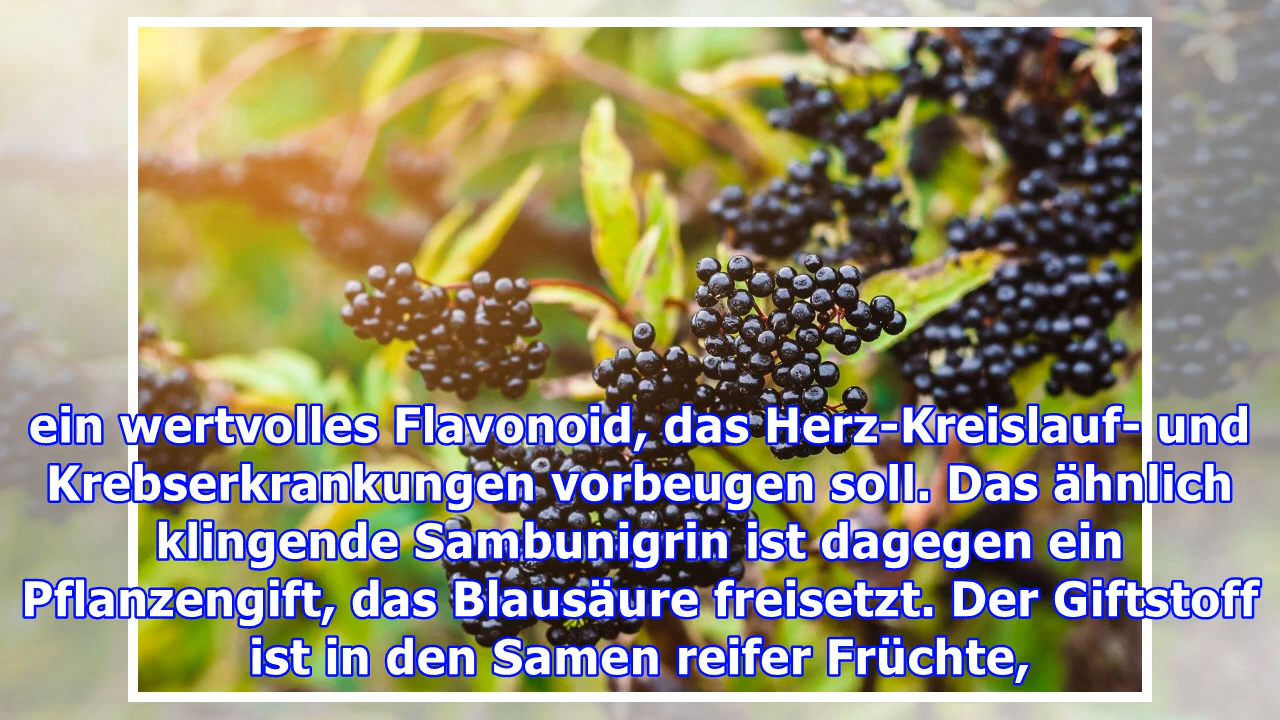 ein wertvolles Flavonoid, das Herz-Kreislauf- und
Krebserkrankungen vorbeugen soll. Das ähnlich
klingende Sambunigrin ist dagegen ein
Pflanzengift, das Blausäure freisetzt. Der Giftstoff
ist in den Samen reifer Früchte,